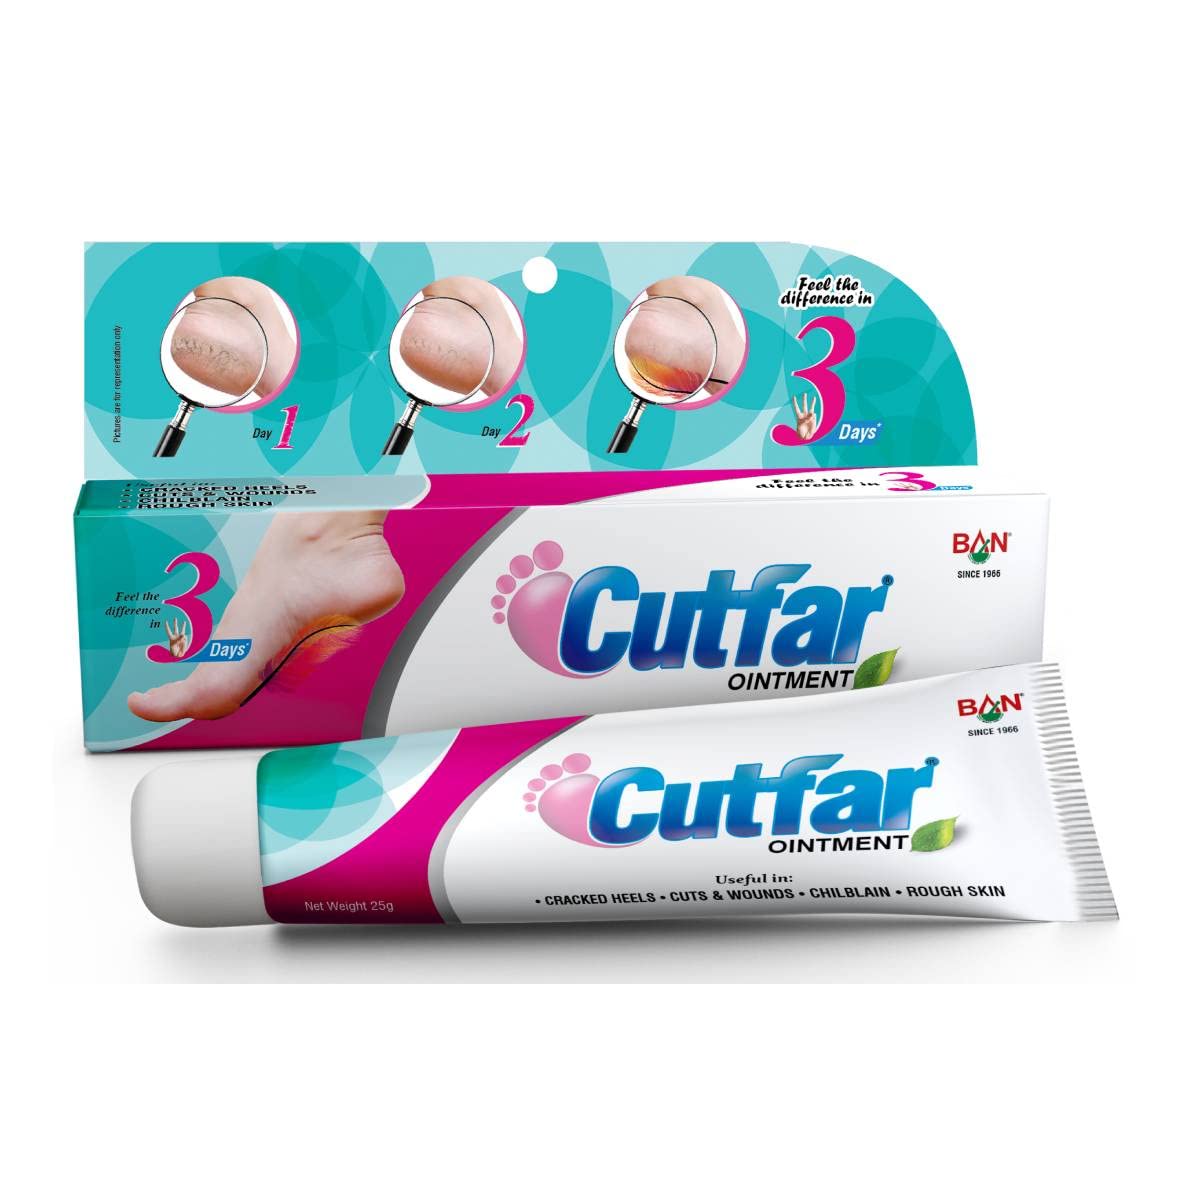 Pictures are for representation only
Day 1
Day 2
Feel the
difference in
3
Days*
Useful in:
• CRACKED HEELS
• CUTS & WOUNDS
• CHILBLAIN
• ROUGH SKIN
Feel the
difference in
3
Days
Feel the
difference
in
3
Days*
BAN®
SINCE 1966
Cutfar®
OINTMENT
BAN®
SINCE 1966
Cutfar®
OINTMENT
Useful in:
• CRACKED HEELS • CUTS & WOUNDS • CHILBLAIN • ROUGH SKIN
Net Weight 25g